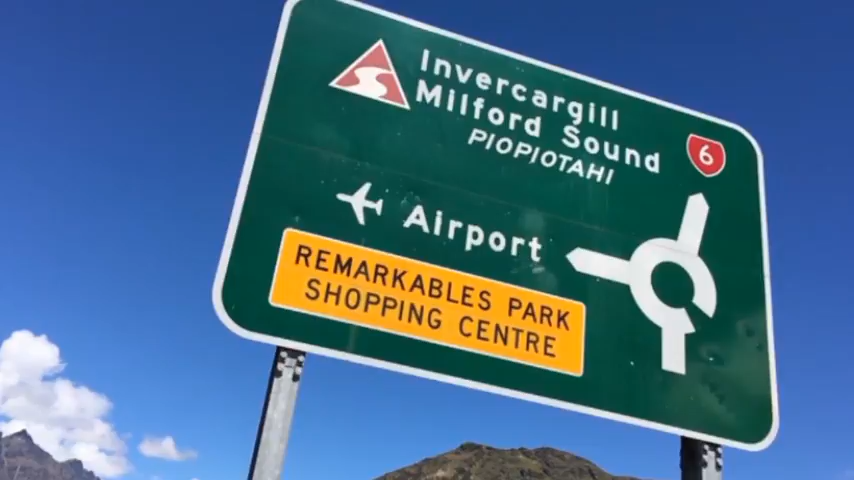 Invercargill
Milford Sound
PIOPIOTAHI
6
Airport
REMARKABLES PARK
SHOPPING CENTRE